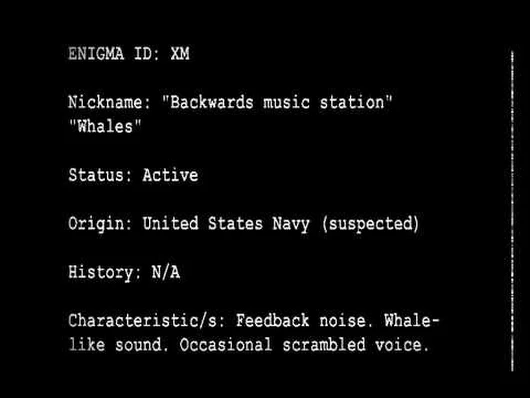 ENIGMA ID: XM
Nickname: "Backwards music station"
"Whales"
Status: Active
Origin: United States Navy (suspected)
History: N/A
Characteristic/s: Feedback noise. Whale-
like sound. Occasional scrambled voice.